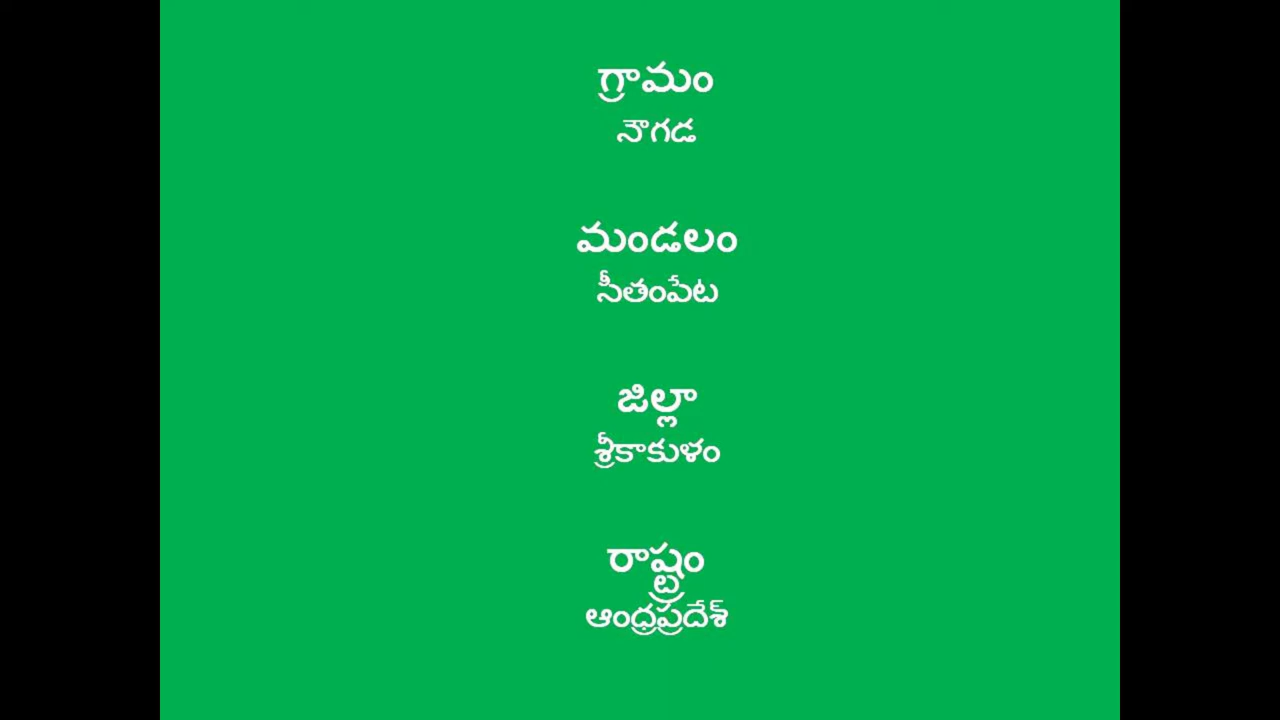 గ్రామం
నౌగడ
మండలం
సీతంపేట
జిల్లా
శ్రీకాకుళం
రాష్ట్రం
ఆంధ్రప్రదేశ్